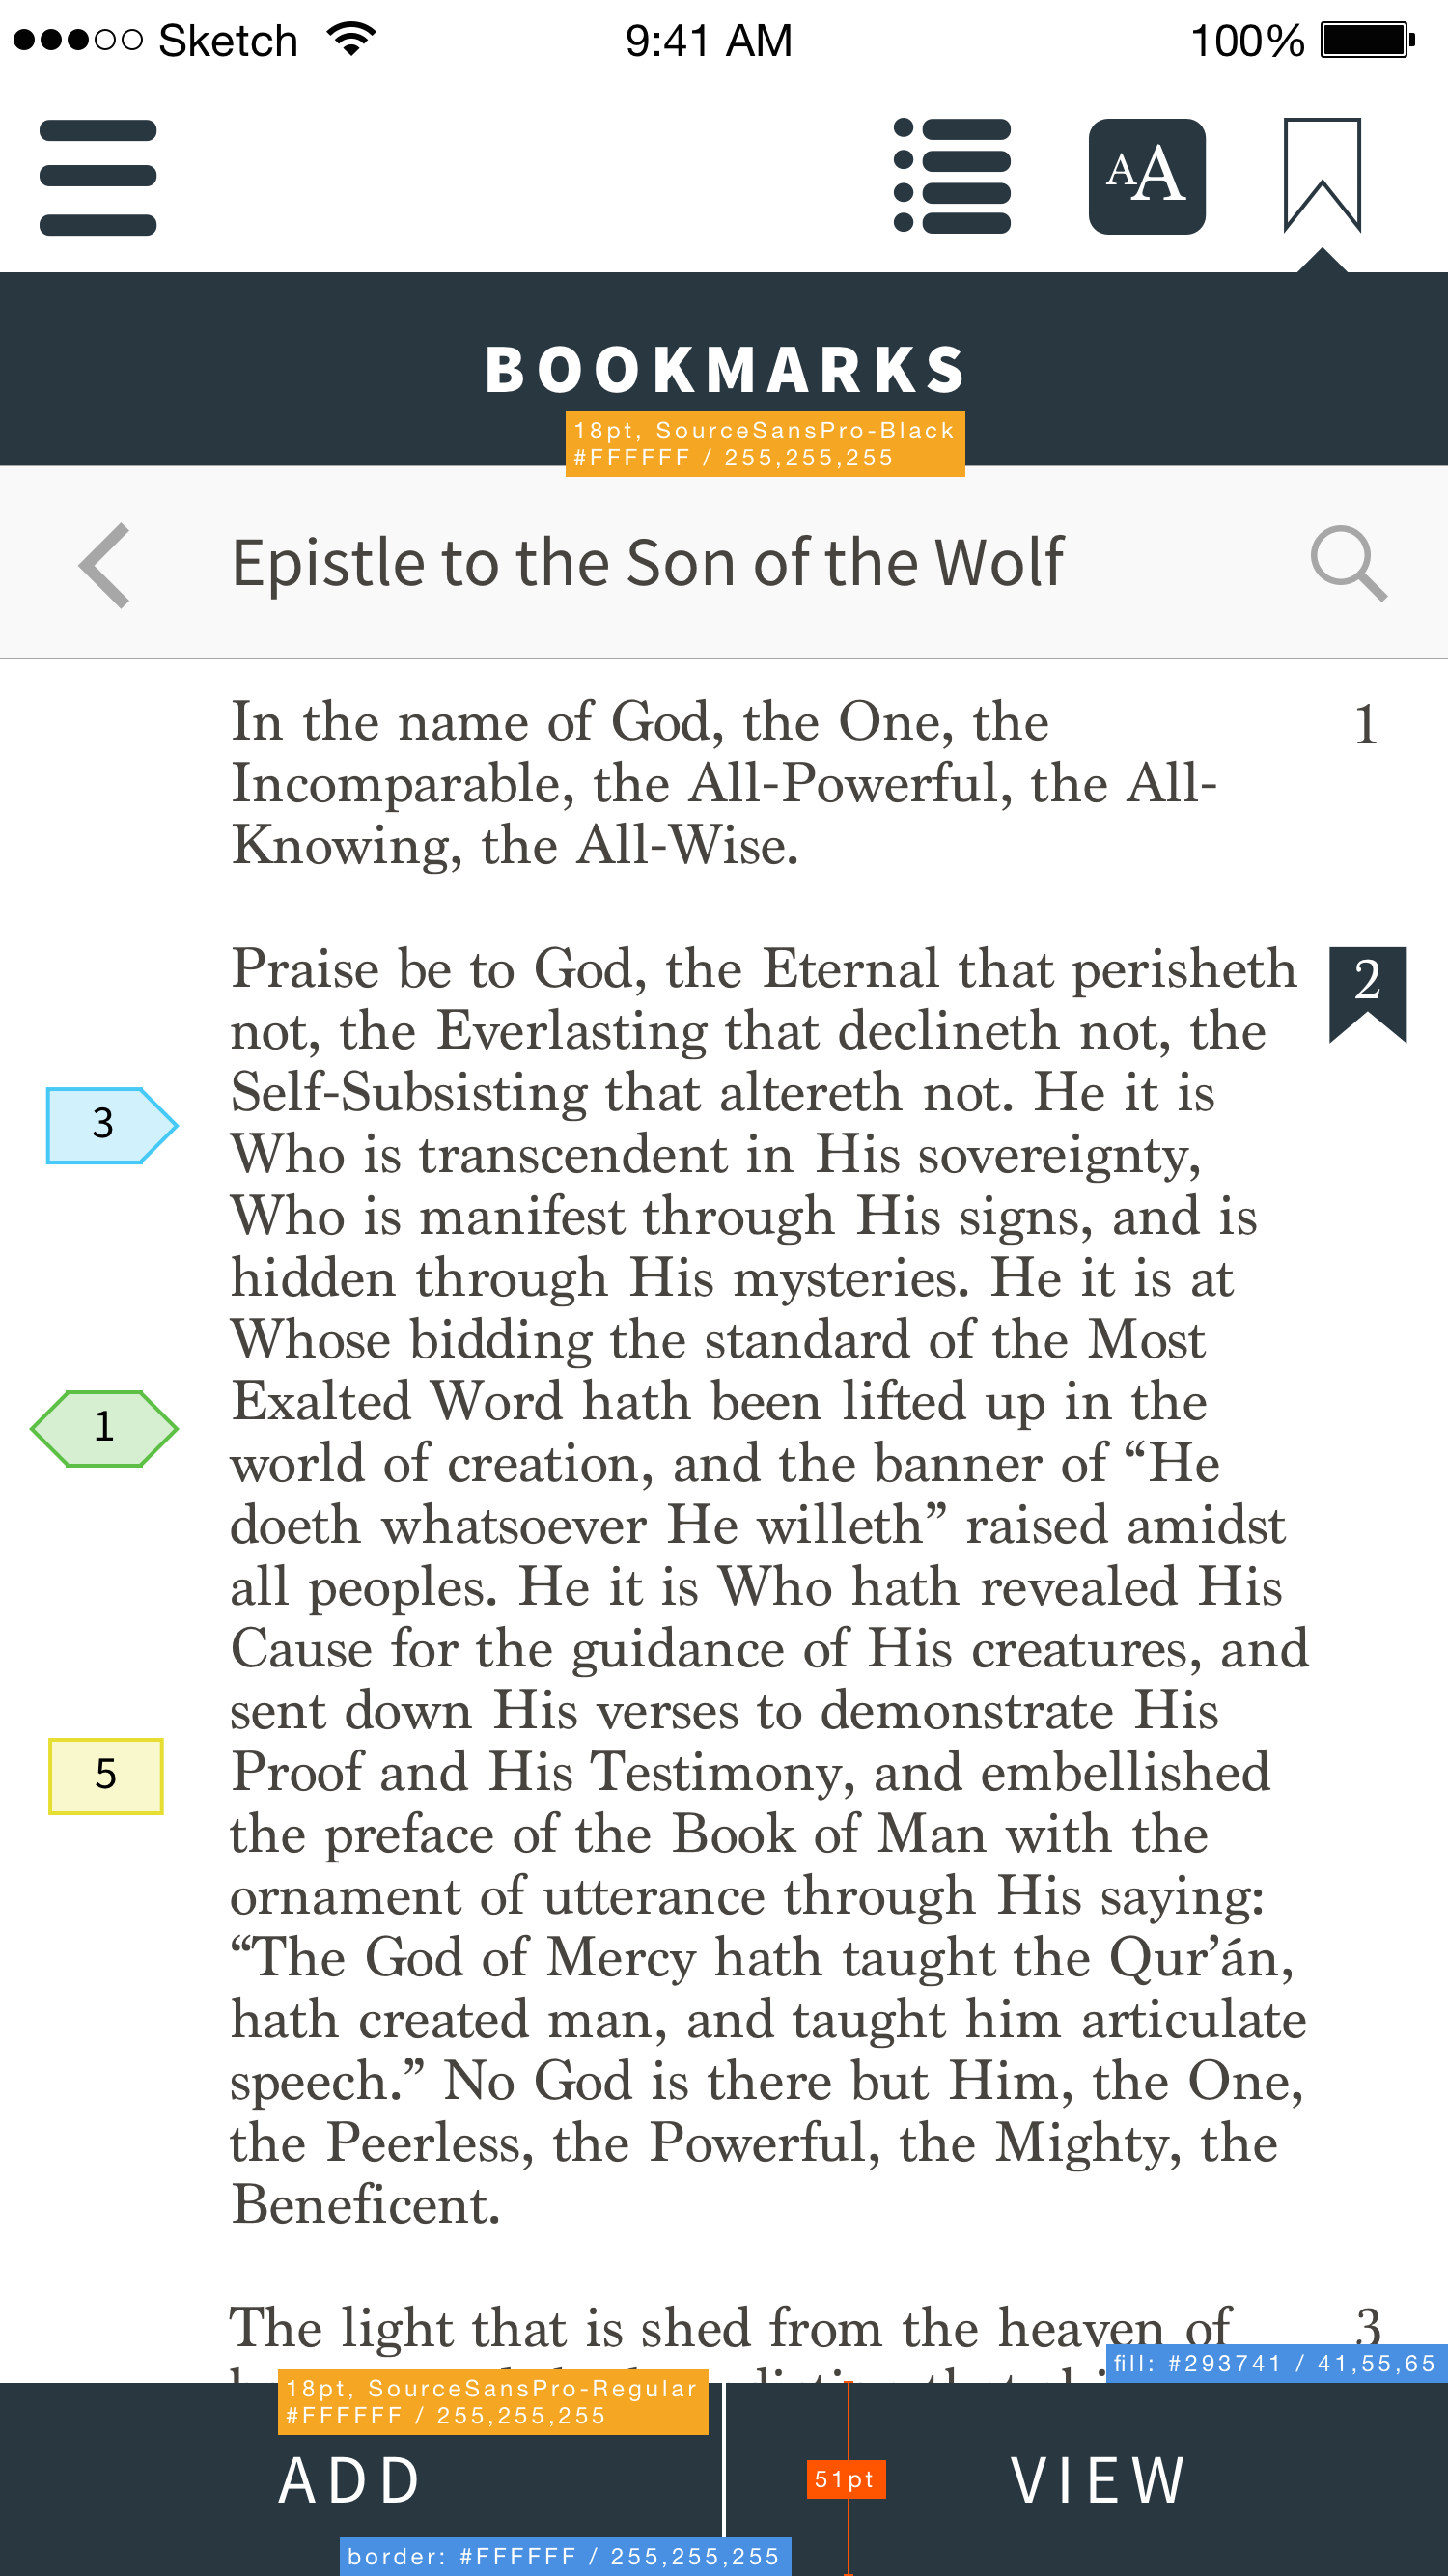 Sketch 9:41 AM 100%
AA
BOOKMARKS
18pt, SourceSansPro-Black
#FFFFFF / 255,255,255
Epistle to the Son of the Wolf
In the name of God, the One, the 1
Incomparable, the All-Powerful, the All-
Knowing, the All-Wise.
Praise be to God, the Eternal that perisheth 2
not, the Everlasting that declineth not, the
Self-Subsisting that altereth not. He it is
3
Who is transcendent in His sovereignty,
Who is manifest through His signs, and is
hidden through His mysteries. He it is at
Whose bidding the standard of the Most
Exalted Word hath been lifted up in the
1
world of creation, and the banner of “He
doeth whatsoever He willeth” raised amidst
all peoples. He it is Who hath revealed His
Cause for the guidance of His creatures, and
sent down His verses to demonstrate His
5 Proof and His Testimony, and embellished
the preface of the Book of Man with the
ornament of utterance through His saying:
“The God of Mercy hath taught the Qur’án,
hath created man, and taught him articulate
speech.” No God is there but Him, the One,
the Peerless, the Powerful, the Mighty, the
Beneficent.
The light that is shed from the heaven of 3
fill: #293741 / 41,55,65
18pt, SourceSansPro-Regular
#FFFFFF / 255,255,255
ADD 51pt VIEW
border: #FFFFFF / 255,255,255